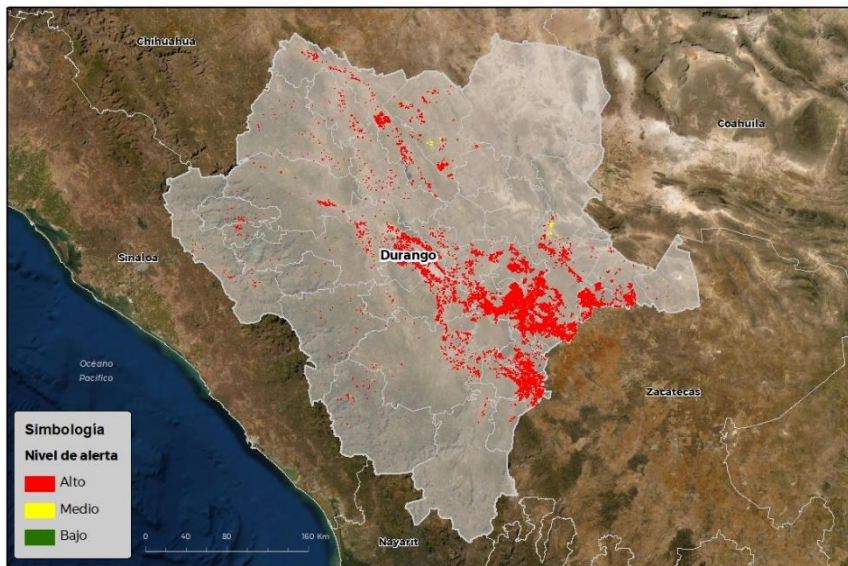 Chihuahua
Coahuila
Sinaloa
Durango
Océano
Pacífico
Zacatecas
Simbología
Nivel de alerta
Alto
Medio
Bajo
0 40 80 160 Km
Nayarit